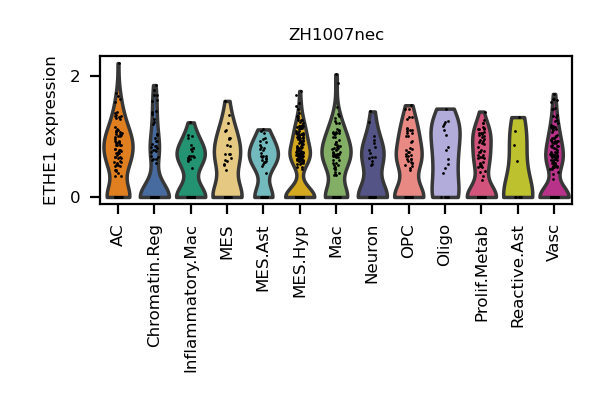 ZH1007nec
ETHE1 expression
2
0
AC
Chromatin.Reg
Inflammatory.Mac
MES
MES.Ast
MES.Hyp
Mac
Neuron
OPC
Oligo
Prolif.Metab
Reactive.Ast
Vasc